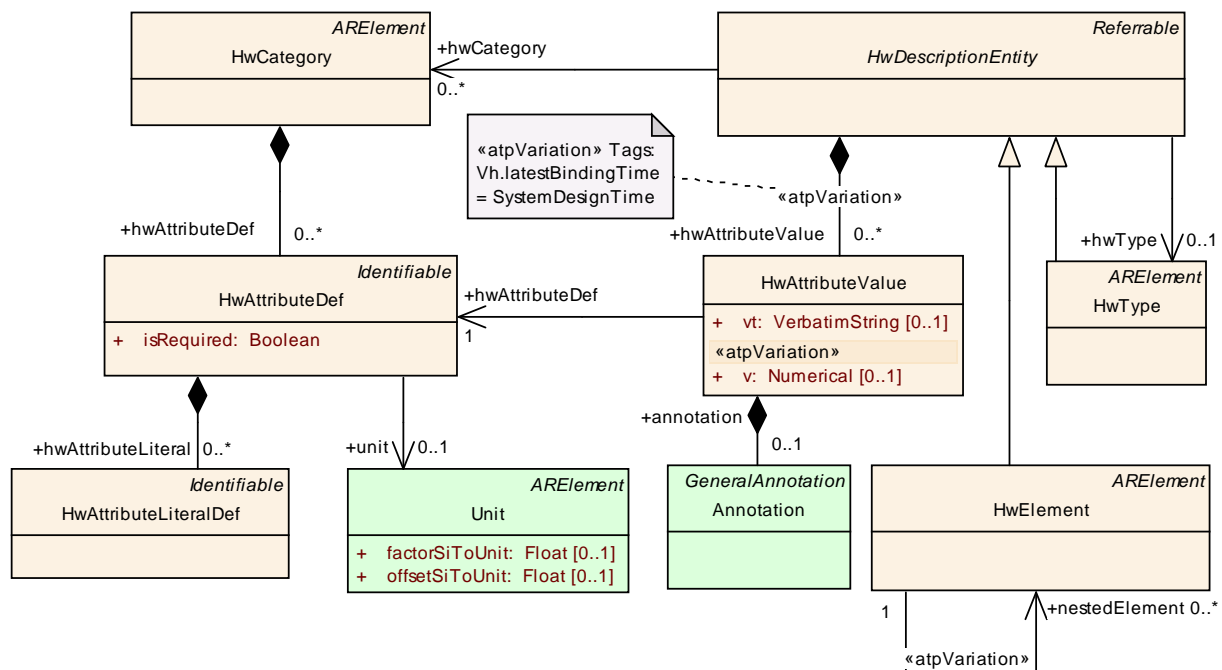 ARElement
HwCategory
+hwCategory
0..*
Referrable
HwDescriptionEntity
«atpVariation» Tags:
Vh.latestBindingTime
= SystemDesignTime
«atpVariation»
+hwAttributeDef
0..*
+hwAttributeValue
0..*
+hwType
0..1
Identifiable
HwAttributeDef
+ isRequired: Boolean
+hwAttributeDef
1
HwAttributeValue
+ vt: VerbatimString [0..1]
«atpVariation»
+ v: Numerical [0..1]
ARElement
HwType
+hwAttributeLiteral
0..*
+unit
0..1
+annotation
0..1
Identifiable
HwAttributeLiteralDef
ARElement
Unit
+ factorSiToUnit: Float [0..1]
+ offsetSiToUnit: Float [0..1]
GeneralAnnotation
Annotation
ARElement
HwElement
1
+nestedElement 0..*
«atpVariation»